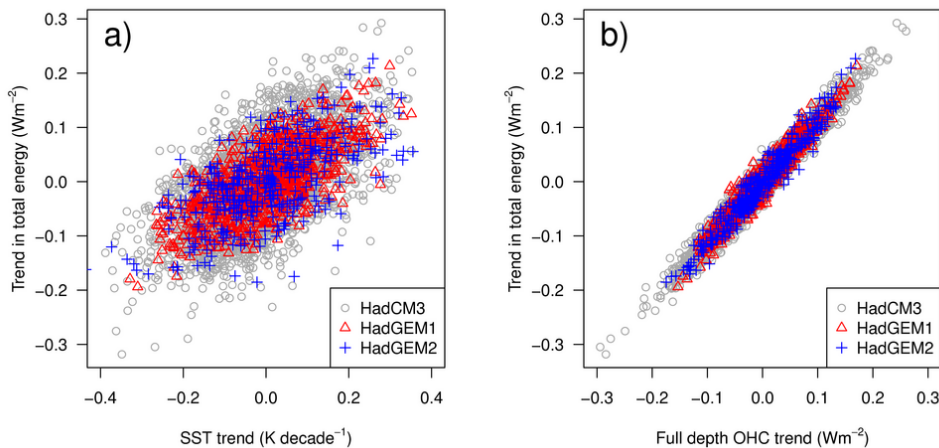 a)
Trend in total energy (Wm⁻²)
0.3
0.2
0.1
0.0
−0.1
−0.2
−0.3
−0.4
−0.2
0.0
0.2
0.4
SST trend (K decade⁻¹)
HadCM3
HadGEM1
HadGEM2
b)
Trend in total energy (Wm⁻²)
0.3
0.2
0.1
0.0
−0.1
−0.2
−0.3
−0.3
−0.2
−0.1
0.0
0.1
0.2
0.3
Full depth OHC trend (Wm⁻²)
HadCM3
HadGEM1
HadGEM2